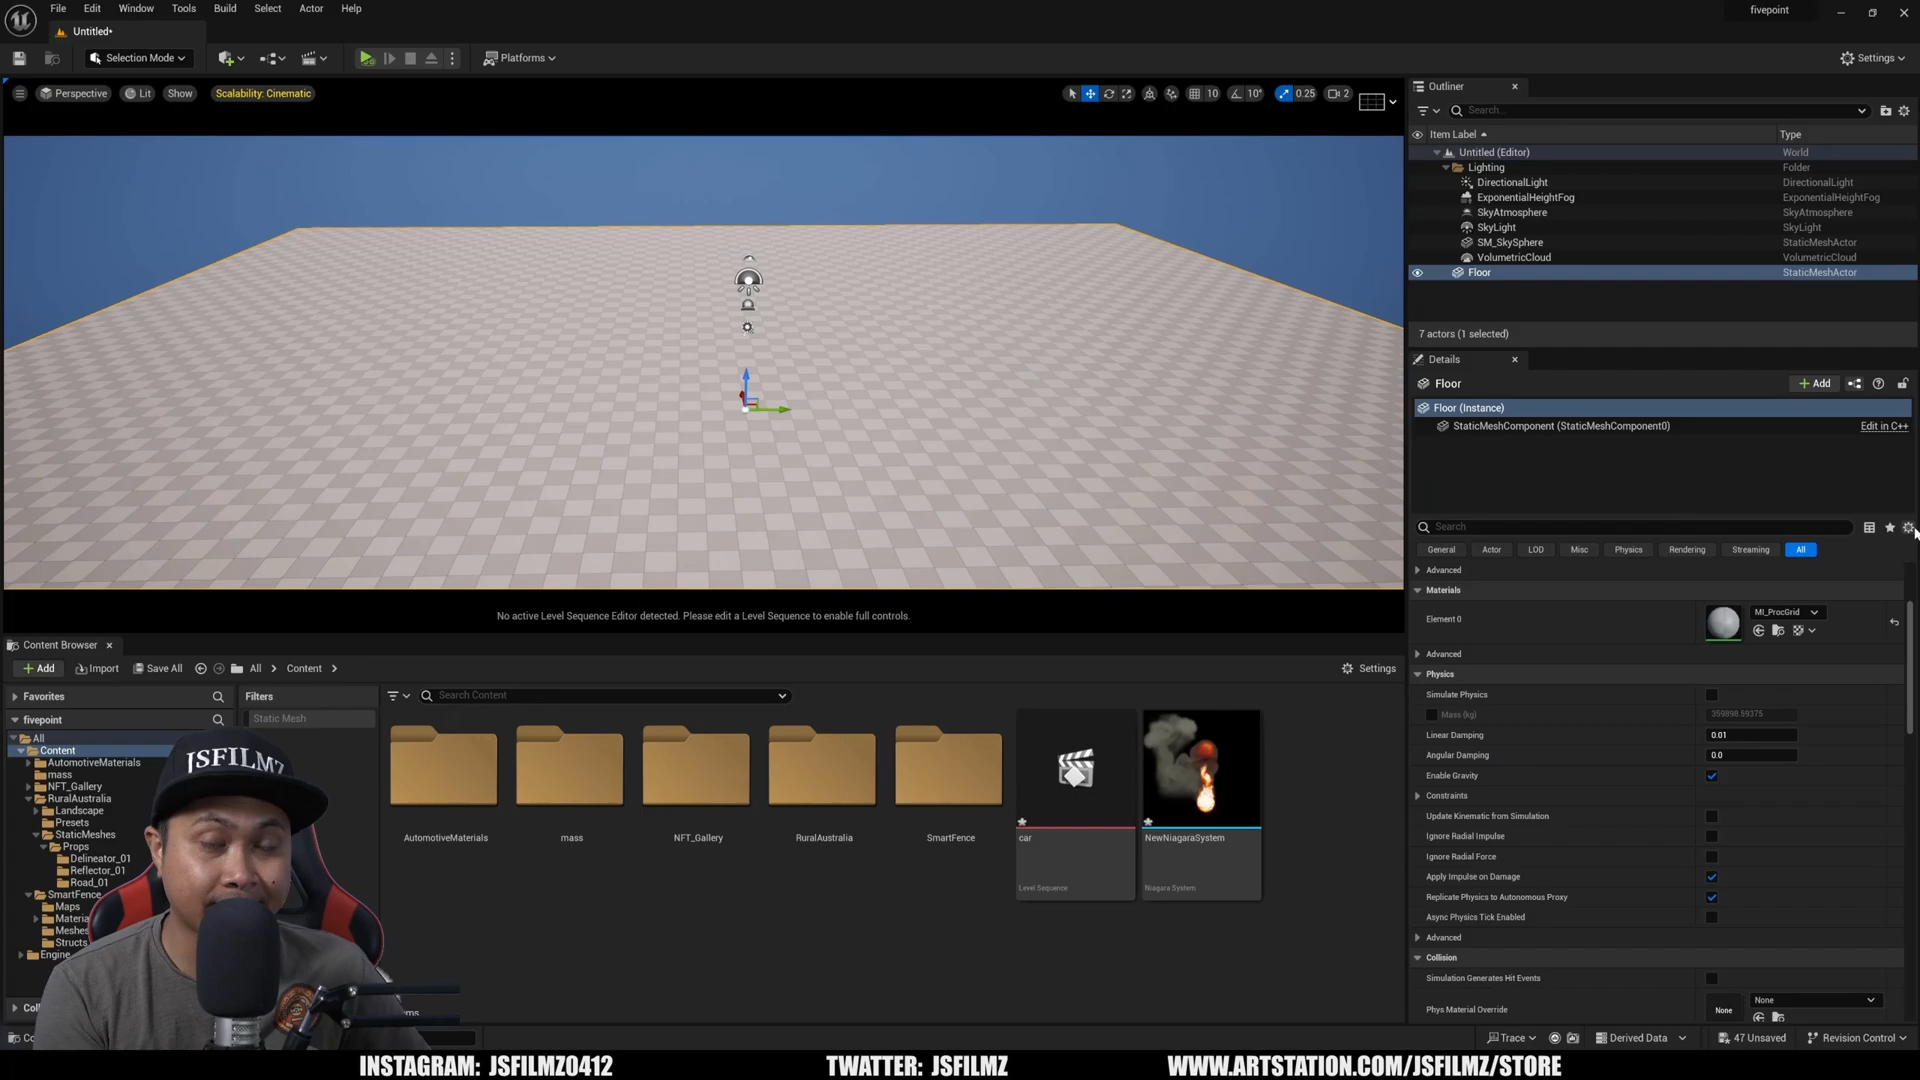 File Edit Window Tools Build Select Actor Help
fivepoint
Untitled*
Selection Mode
Platforms
Settings
Perspective Lit Show Scalability: Cinematic
10 10° 0.25 2
No active Level Sequence Editor detected. Please edit a Level Sequence to enable full controls.
Outliner
Search...
Item Label Type
Untitled (Editor) World
Lighting Folder
DirectionalLight DirectionalLight
ExponentialHeightFog ExponentialHeightFog
SkyAtmosphere SkyAtmosphere
SkyLight SkyLight
SM_SkySphere StaticMeshActor
VolumetricCloud VolumetricCloud
Floor StaticMeshActor
7 actors (1 selected)
Details
Floor
Add
Floor (Instance)
StaticMeshComponent (StaticMeshComponent0) Edit in C++
Search
General Actor LOD Misc Physics Rendering Streaming All
Advanced
Materials
Element 0 MI_ProcGrid
Advanced
Physics
Simulate Physics
Mass (kg) 359898.59375
Linear Damping 0.01
Angular Damping 0.0
Enable Gravity
Constraints
Update Kinematic from Simulation
Ignore Radial Impulse
Ignore Radial Force
Apply Impulse on Damage
Replicate Physics to Autonomous Proxy
Async Physics Tick Enabled
Advanced
Collision
Simulation Generates Hit Events
Phys Material Override None None
Content Browser
Add Import Save All All Content Settings
Favorites
fivepoint
All
Content
AutomotiveMaterials
mass
NFT_Gallery
RuralAustralia
Landscape
Presets
StaticMeshes
Props
Delineator_01
Reflector_01
Road_01
SmartFence
Maps
Materia
Meshes
Structs
Engine
Filters
Static Mesh
Search Content
AutomotiveMaterials
mass
NFT_Gallery
RuralAustralia
SmartFence
car
Level Sequence
NewNiagaraSystem
Niagara System
JSFILMZ
Trace Derived Data 47 Unsaved Revision Control
INSTAGRAM: JSFILMZ0412 TWATTER: JSFILMZ WWW.ARTSTATION.COM/JSFILMZ/STORE